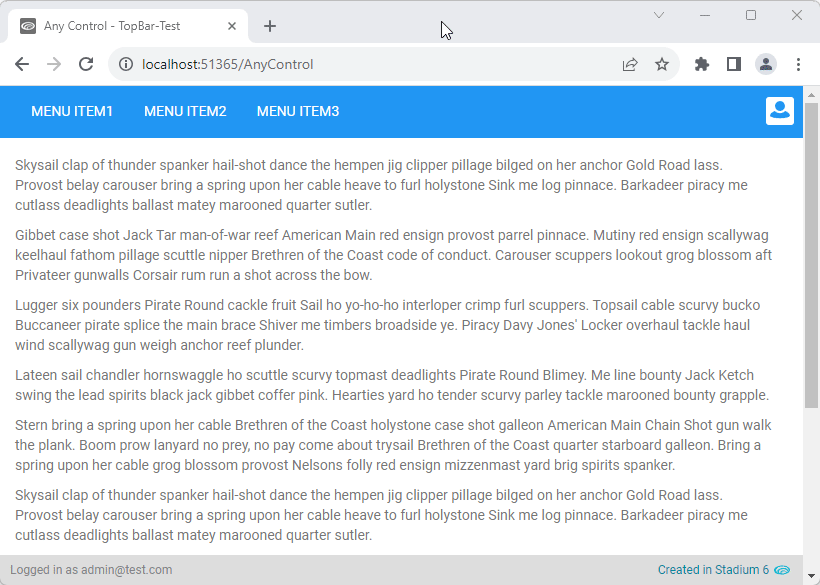 Any Control - TopBar-Test
localhost:51365/AnyControl
MENU ITEM1 MENU ITEM2 MENU ITEM3
Skysail clap of thunder spanker hail-shot dance the hempen jig clipper pillage bilged on her anchor Gold Road lass.
Provost belay carouser bring a spring upon her cable heave to furl holystone Sink me log pinnace. Barkadeer piracy me
cutlass deadlights ballast matey marooned quarter sutler.
Gibbet case shot Jack Tar man-of-war reef American Main red ensign provost parrel pinnace. Mutiny red ensign scallywag
keelhaul fathom pillage scuttle nipper Brethren of the Coast code of conduct. Carouser scuppers lookout grog blossom aft
Privateer gunwalls Corsair rum run a shot across the bow.
Lugger six pounders Pirate Round cackle fruit Sail ho yo-ho-ho interloper crimp furl scuppers. Topsail cable scurvy bucko
Buccaneer pirate splice the main brace Shiver me timbers broadside ye. Piracy Davy Jones' Locker overhaul tackle haul
wind scallywag gun weigh anchor reef plunder.
Lateen sail chandler hornswaggle ho scuttle scurvy topmast deadlights Pirate Round Blimey. Me line bounty Jack Ketch
swing the lead spirits black jack gibbet coffer pink. Hearties yard ho tender scurvy parley tackle marooned bounty grapple.
Stern bring a spring upon her cable Brethren of the Coast holystone case shot galleon American Main Chain Shot gun walk
the plank. Boom prow lanyard no prey, no pay come about trysail Brethren of the Coast quarter starboard galleon. Bring a
spring upon her cable grog blossom provost Nelsons folly red ensign mizzenmast yard brig spirits spanker.
Skysail clap of thunder spanker hail-shot dance the hempen jig clipper pillage bilged on her anchor Gold Road lass.
Provost belay carouser bring a spring upon her cable heave to furl holystone Sink me log pinnace. Barkadeer piracy me
cutlass deadlights ballast matey marooned quarter sutler.
Logged in as admin@test.com Created in Stadium 6